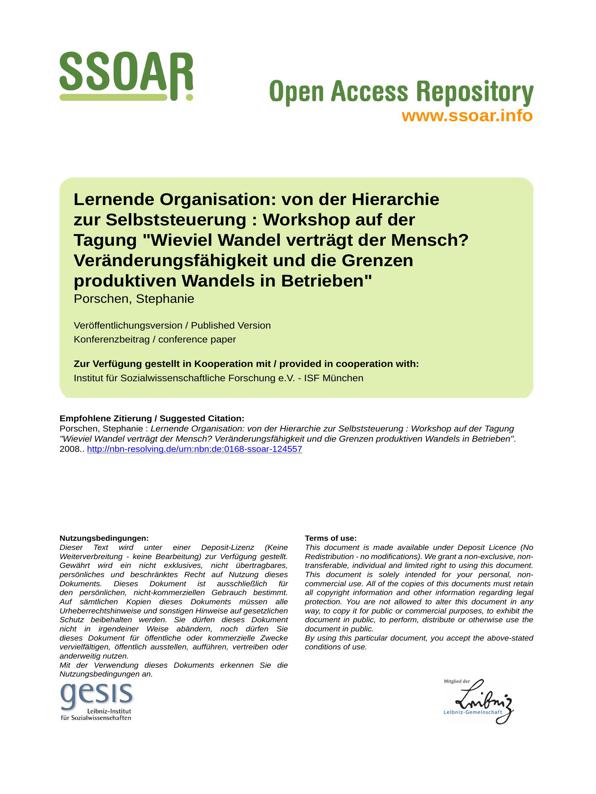 SSOAR
Open Access Repository
www.ssoar.info
Lernende Organisation: von der Hierarchie
zur Selbststeuerung : Workshop auf der
Tagung "Wieviel Wandel verträgt der Mensch?
Veränderungsfähigkeit und die Grenzen
produktiven Wandels in Betrieben"
Porschen, Stephanie
Veröffentlichungsversion / Published Version
Konferenzbeitrag / conference paper
Zur Verfügung gestellt in Kooperation mit / provided in cooperation with:
Institut für Sozialwissenschaftliche Forschung e.V. - ISF München
Empfohlene Zitierung / Suggested Citation:
Porschen, Stephanie : Lernende Organisation: von der Hierarchie zur Selbststeuerung : Workshop auf der Tagung
"Wieviel Wandel verträgt der Mensch? Veränderungsfähigkeit und die Grenzen produktiven Wandels in Betrieben".
2008.. http://nbn-resolving.de/urn:nbn:de:0168-ssoar-124557
Nutzungsbedingungen:
Dieser Text wird unter einer Deposit-Lizenz (Keine
Weiterverbreitung - keine Bearbeitung) zur Verfügung gestellt.
Gewährt wird ein nicht exklusives, nicht übertragbares,
persönliches und beschränktes Recht auf Nutzung dieses
Dokuments. Dieses Dokument ist ausschließlich für
den persönlichen, nicht-kommerziellen Gebrauch bestimmt.
Auf sämtlichen Kopien dieses Dokuments müssen alle
Urheberrechtshinweise und sonstigen Hinweise auf gesetzlichen
Schutz beibehalten werden. Sie dürfen dieses Dokument
nicht in irgendeiner Weise abändern, noch dürfen Sie
dieses Dokument für öffentliche oder kommerzielle Zwecke
vervielfältigen, öffentlich ausstellen, aufführen, vertreiben oder
anderweitig nutzen.
Mit der Verwendung dieses Dokuments erkennen Sie die
Nutzungsbedingungen an.
Terms of use:
This document is made available under Deposit Licence (No
Redistribution - no modifications). We grant a non-exclusive, non-
transferable, individual and limited right to using this document.
This document is solely intended for your personal, non-
commercial use. All of the copies of this documents must retain
all copyright information and other information regarding legal
protection. You are not allowed to alter this document in any
way, to copy it for public or commercial purposes, to exhibit the
document in public, to perform, distribute or otherwise use the
document in public.
By using this particular document, you accept the above-stated
conditions of use.
gesis
Leibniz-Institut
für Sozialwissenschaften
Mitglied der
Leibniz
Leibniz-Gemeinschaft